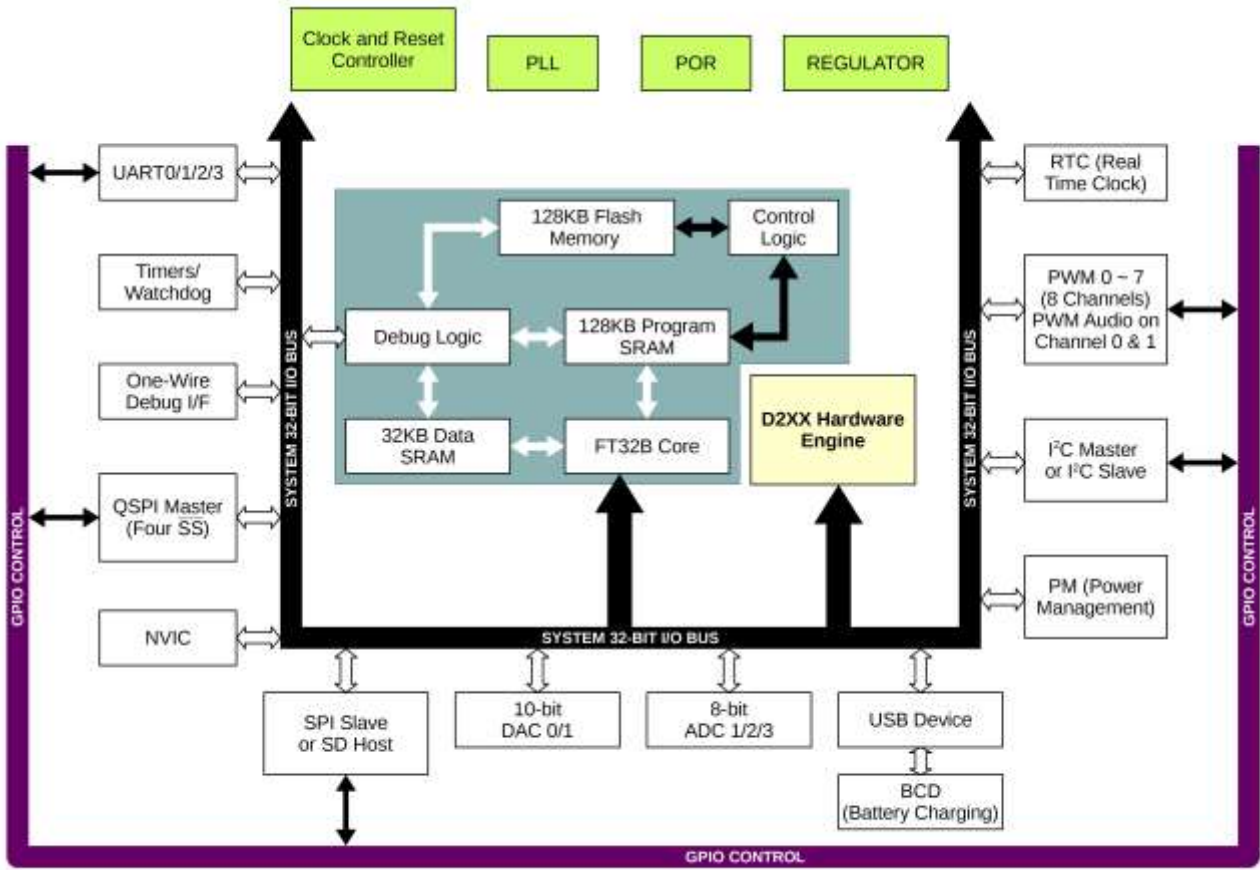 Clock and Reset
Controller
PLL
POR
REGULATOR
UART0/1/2/3
RTC (Real
Time Clock)
128KB Flash
Memory
Control
Logic
Timers/
Watchdog
PWM 0 ~ 7
(8 Channels)
PWM Audio on
Channel 0 & 1
Debug Logic
128KB Program
SRAM
One-Wire
Debug I/F
D2XX Hardware
Engine
32KB Data
SRAM
FT32B Core
I²C Master
or I²C Slave
QSPI Master
(Four S̅S̅)
PM (Power
Management)
NVIC
SYSTEM 32-BIT I/O BUS
SYSTEM 32-BIT I/O BUS
SYSTEM 32-BIT I/O BUS
GPIO CONTROL
GPIO CONTROL
SPI Slave
or SD Host
10-bit
DAC 0/1
8-bit
ADC 1/2/3
USB Device
BCD
(Battery Charging)
GPIO CONTROL